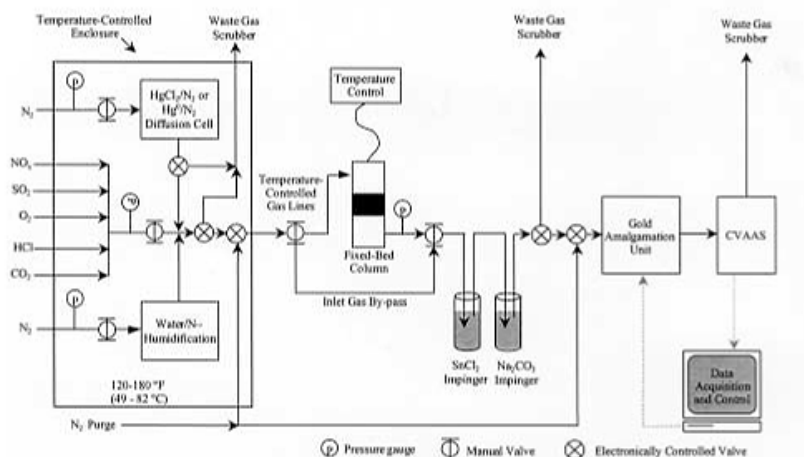 Temperature-Controlled
Enclosure
Waste Gas
Scrubber
Waste Gas
Scrubber
Waste Gas
Scrubber
P
N₂
HgCl₂/N₂ or
Hg⁰/N₂
Diffusion Cell
Temperature
Control
NOₓ
SO₂
O₂
HCl
CO₂
P
Temperature-
Controlled
Gas Lines
P
Fixed-Bed
Column
Gold
Amalgamation
Unit
CVAAS
Inlet Gas By-pass
P
N₂
Water/N--
Humidification
SnCl₂
Impinger
Na₂CO₃
Impinger
120-180 °F
(49 - 82 °C)
Data
Acquisition
and Control
N₂ Purge
P Pressure gauge
Manual Valve
Electronically Controlled Valve